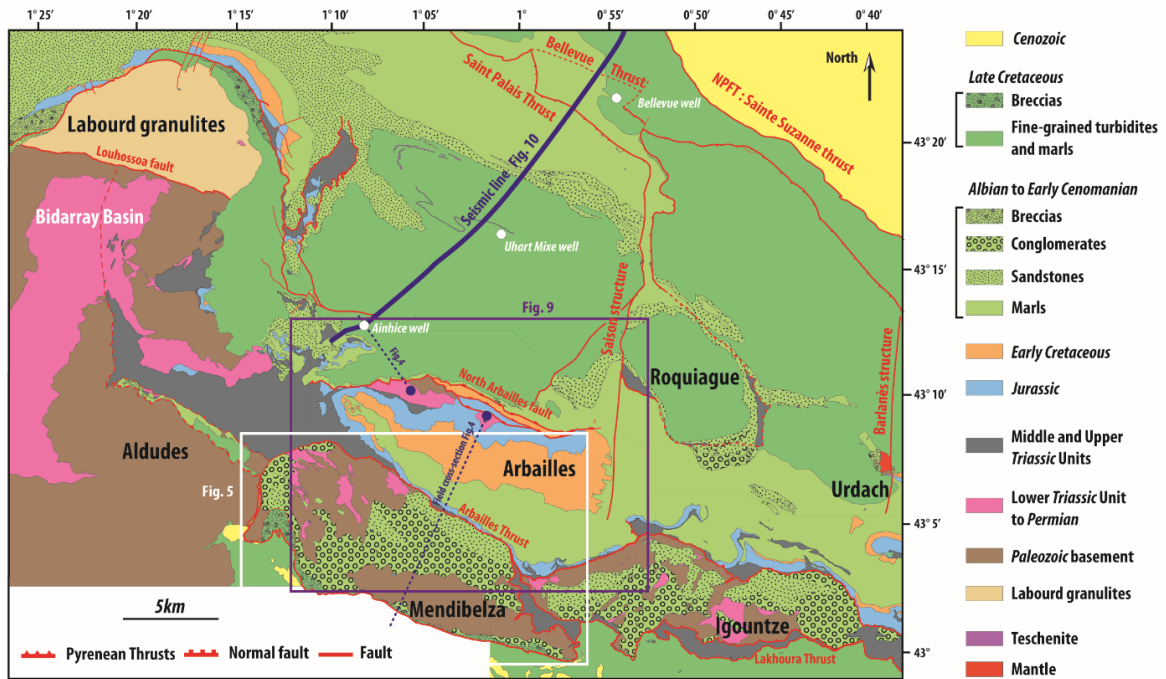 1° 25' 1° 20' 1° 15' 1° 10' 1° 05' 1° 0° 55' 0° 50' 0° 45' 0° 40'
Bellevue
Thrust
Saint Palais Thrust
Bellevue well
NPFT : Sainte Suzanne thrust
North
Labourd granulites
Louhossoa fault
Seismic line Fig. 10
Bidarray Basin
Uhart Mixe well
43° 20'
43° 15'
Fig. 9
Ainhice well
Saison structure
Barlanès structure
Fig.4
North Arbailles fault
Roquiague
43° 10'
Aldudes
Arbailles
Fig. 5
Field cross-section Fig.4
Arbailles Thrust
Urdach
43° 5'
5km
Mendibelza
Igountze
Lakhoura Thrust
43°
Pyrenean Thrusts
Normal fault
Fault
Cenozoic
Late Cretaceous
Breccias
Fine-grained turbidites
and marls
Albian to Early Cenomanian
Breccias
Conglomerates
Sandstones
Marls
Early Cretaceous
Jurassic
Middle and Upper
Triassic Units
Lower Triassic Unit
to Permian
Paleozoic basement
Labourd granulites
Teschenite
Mantle